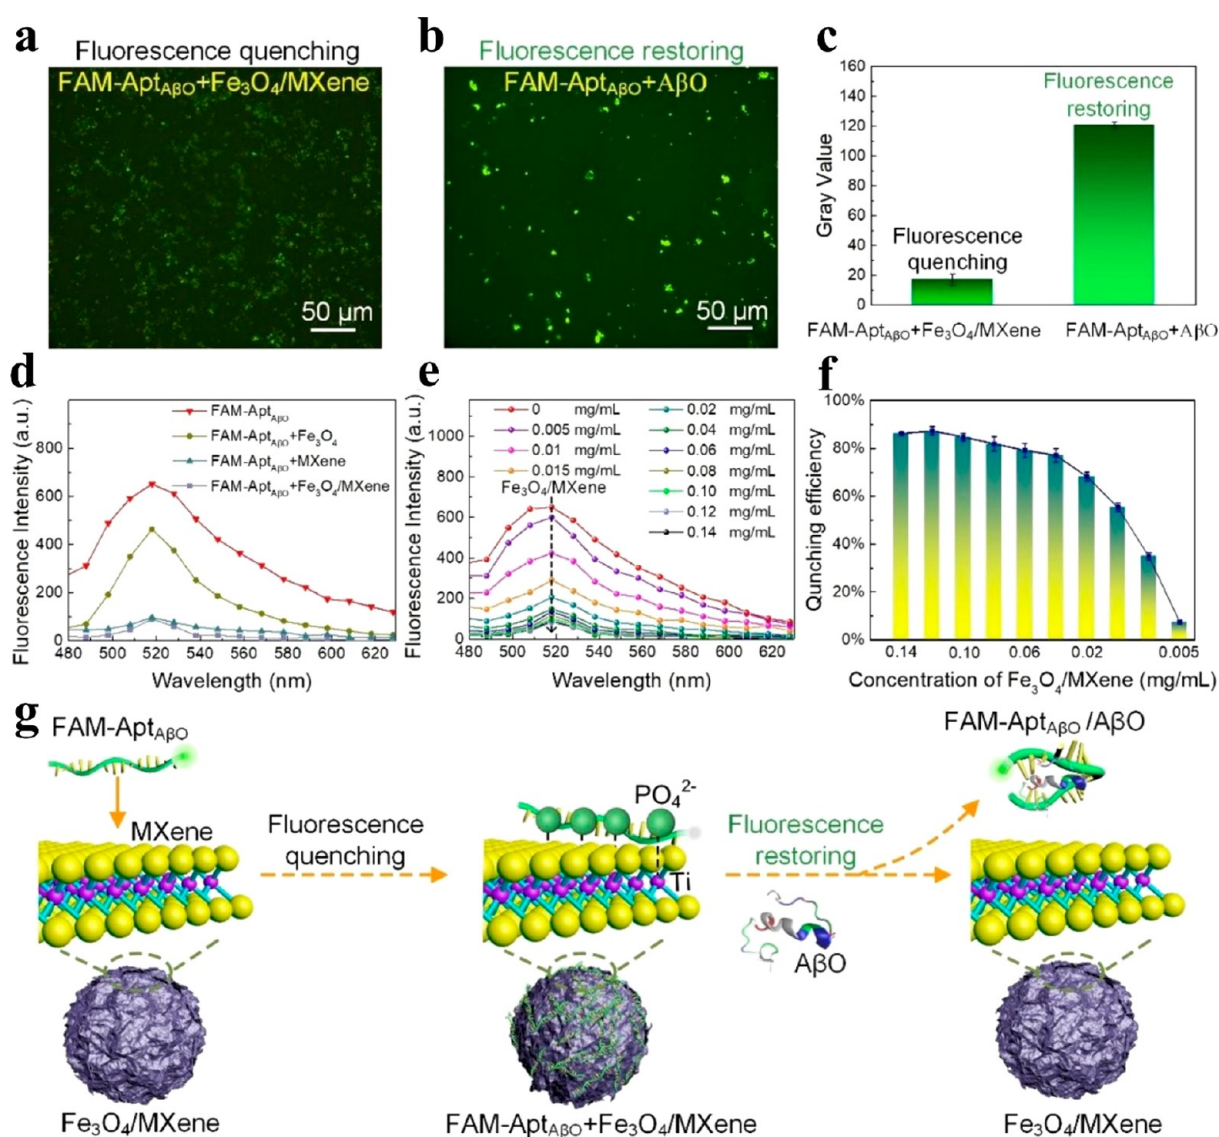 a
Fluorescence quenching
FAM-AptAβO+Fe3O4/MXene
50 μm
b
Fluorescence restoring
FAM-AptAβO+AβO
50 μm
c
Gray Value
160
140
120
100
80
60
40
20
0
Fluorescence
quenching
Fluorescence
restoring
FAM-AptAβO+Fe3O4/MXene
FAM-AptAβO+AβO
d
Fluorescence Intensity (a.u.)
800
600
400
200
0
FAM-AptAβO
FAM-AptAβO+Fe3O4
FAM-AptAβO+MXene
FAM-AptAβO+Fe3O4/MXene
480 500 520 540 560 580 600 620
Wavelength (nm)
e
Fluorescence Intensity (a.u.)
1000
800
600
400
200
0
0 mg/mL
0.005 mg/mL
0.01 mg/mL
0.015 mg/mL
0.02 mg/mL
0.04 mg/mL
0.06 mg/mL
0.08 mg/mL
0.10 mg/mL
0.12 mg/mL
0.14 mg/mL
Fe3O4/MXene
480 500 520 540 560 580 600 620
Wavelength (nm)
f
Qunching efficiency
100%
80%
60%
40%
20%
0%
0.14 0.10 0.06 0.02 0.005
Concentration of Fe3O4/MXene (mg/mL)
g
FAM-AptAβO
MXene
Fluorescence
quenching
Fe3O4/MXene
PO42-
Ti
FAM-AptAβO+Fe3O4/MXene
Fluorescence
restoring
AβO
FAM-AptAβO/AβO
Fe3O4/MXene